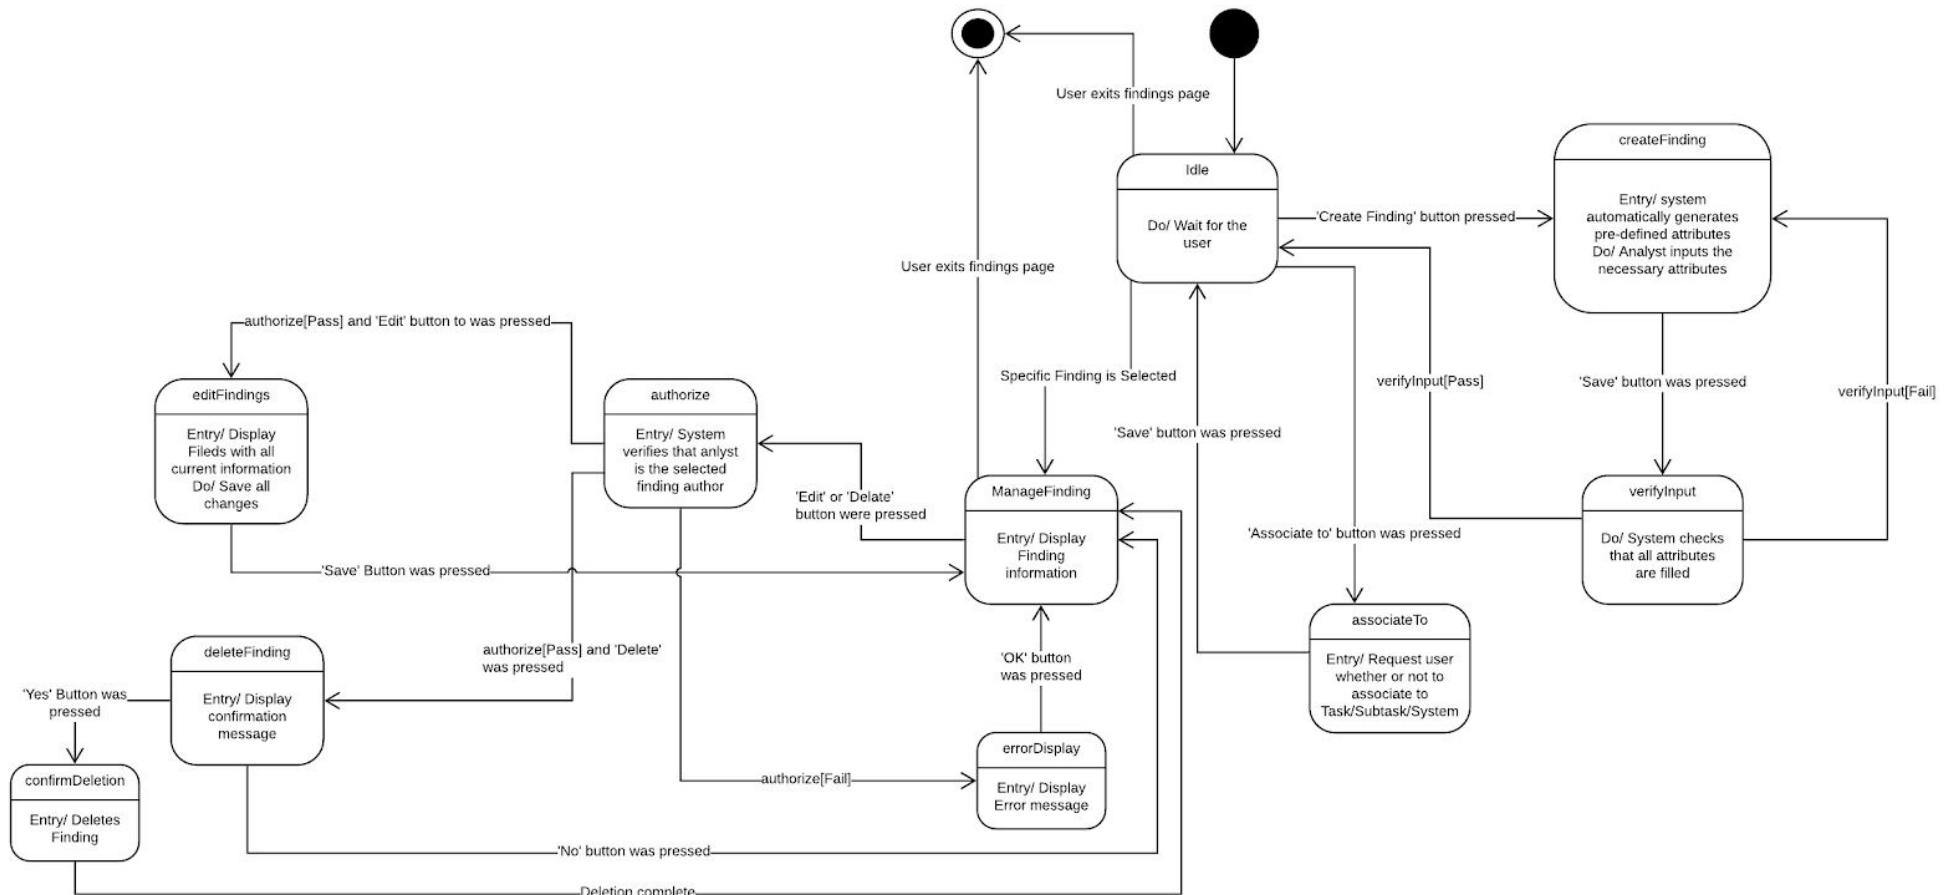 User exits findings page
createFinding
Idle
Entry/ system
automatically generates
pre-defined attributes
Do/ Analyst inputs the
necessary attributes
'Create Finding' button pressed
Do/ Wait for the
user
User exits findings page
authorize[Pass] and 'Edit' button to was pressed
Specific Finding is Selected
verifyInput[Pass]
'Save' button was pressed
verifyInput[Fail]
editFindings
Entry/ Display
Fileds with all
current information
Do/ Save all
changes
authorize
Entry/ System
verifies that anlyst
is the selected
finding author
'Save' button was pressed
'Edit' or 'Delate'
button were pressed
ManageFinding
Entry/ Display
Finding
information
verifyInput
Do/ System checks
that all attributes
are filled
'Associate to' button was pressed
'Save' Button was pressed
associateTo
Entry/ Request user
whether or not to
associate to
Task/Subtask/System
authorize[Pass] and 'Delete'
was pressed
'OK' button
was pressed
deleteFinding
Entry/ Display
confirmation
message
'Yes' Button was
pressed
errorDisplay
Entry/ Display
Error message
authorize[Fail]
confirmDeletion
Entry/ Deletes
Finding
'No' button was pressed
Deletion complete